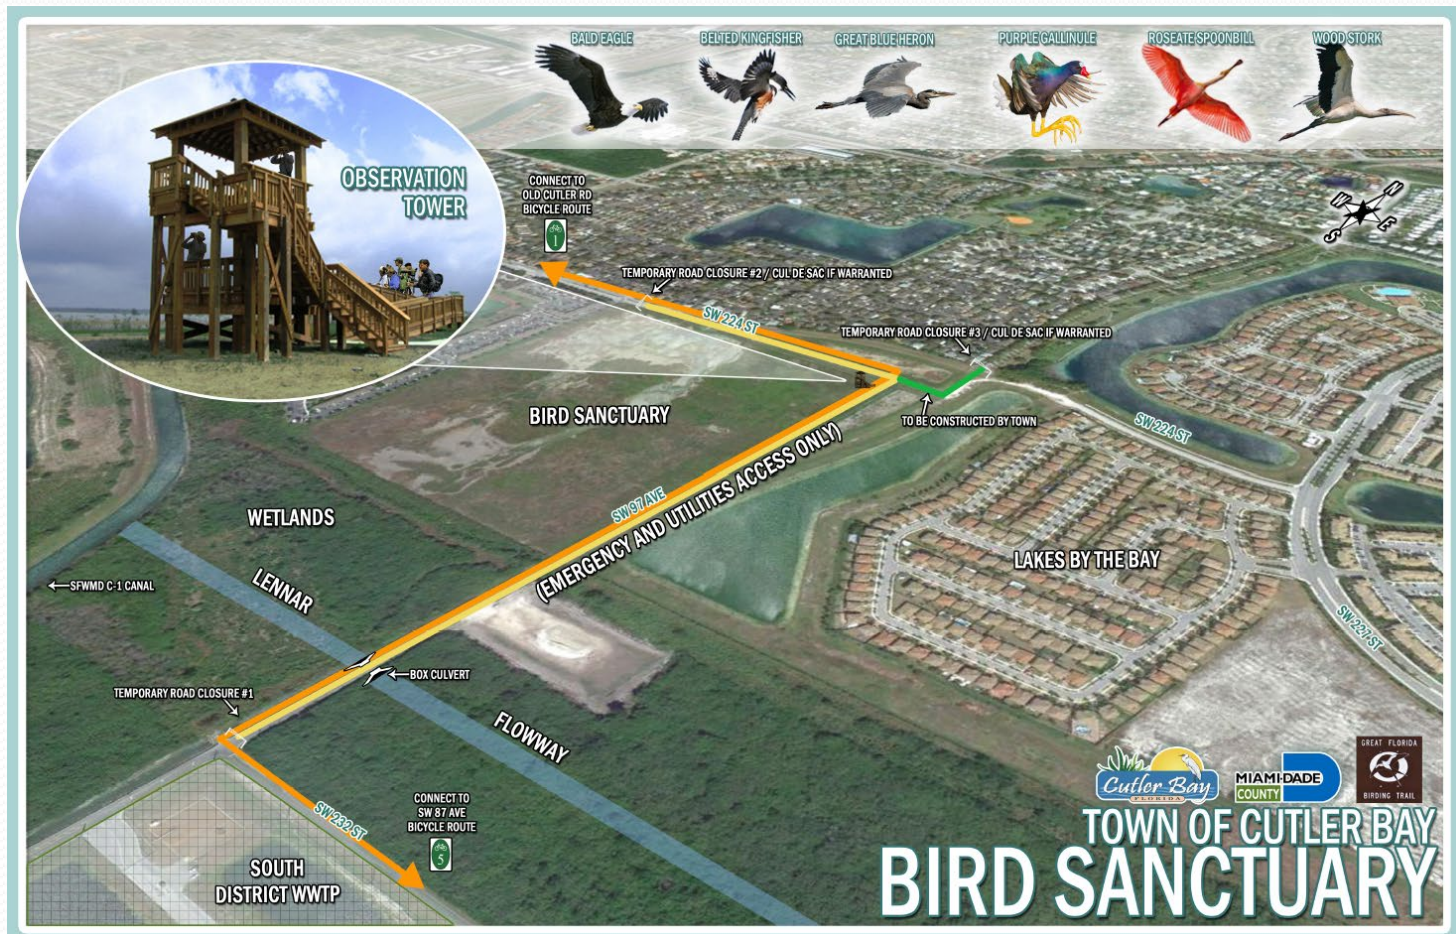 BALD EAGLE
BELTED KINGFISHER
GREAT BLUE HERON
PURPLE GALLINULE
ROSEATE SPOONBILL
WOOD STORK
OBSERVATION
TOWER
CONNECT TO
OLD CUTLER RD
BICYCLE ROUTE
1
N
W
E
S
TEMPORARY ROAD CLOSURE #2 / CUL DE SAC IF WARRANTED
SW 224 ST
TEMPORARY ROAD CLOSURE #3 / CUL DE SAC IF WARRANTED
BIRD SANCTUARY
TO BE CONSTRUCTED BY TOWN
SW 224 ST
SW 97 AVE
(EMERGENCY AND UTILITIES ACCESS ONLY)
WETLANDS
LAKES BY THE BAY
LENNAR
SFWMD C-1 CANAL
SW 227 ST
BOX CULVERT
TEMPORARY ROAD CLOSURE #1
FLOWWAY
CONNECT TO
SW 87 AVE
BICYCLE ROUTE
5
SW 232 ST
SOUTH
DISTRICT WWTP
Cutler Bay
FLORIDA
MIAMI-DADE
COUNTY
GREAT FLORIDA
BIRDING TRAIL
TOWN OF CUTLER BAY
BIRD SANCTUARY